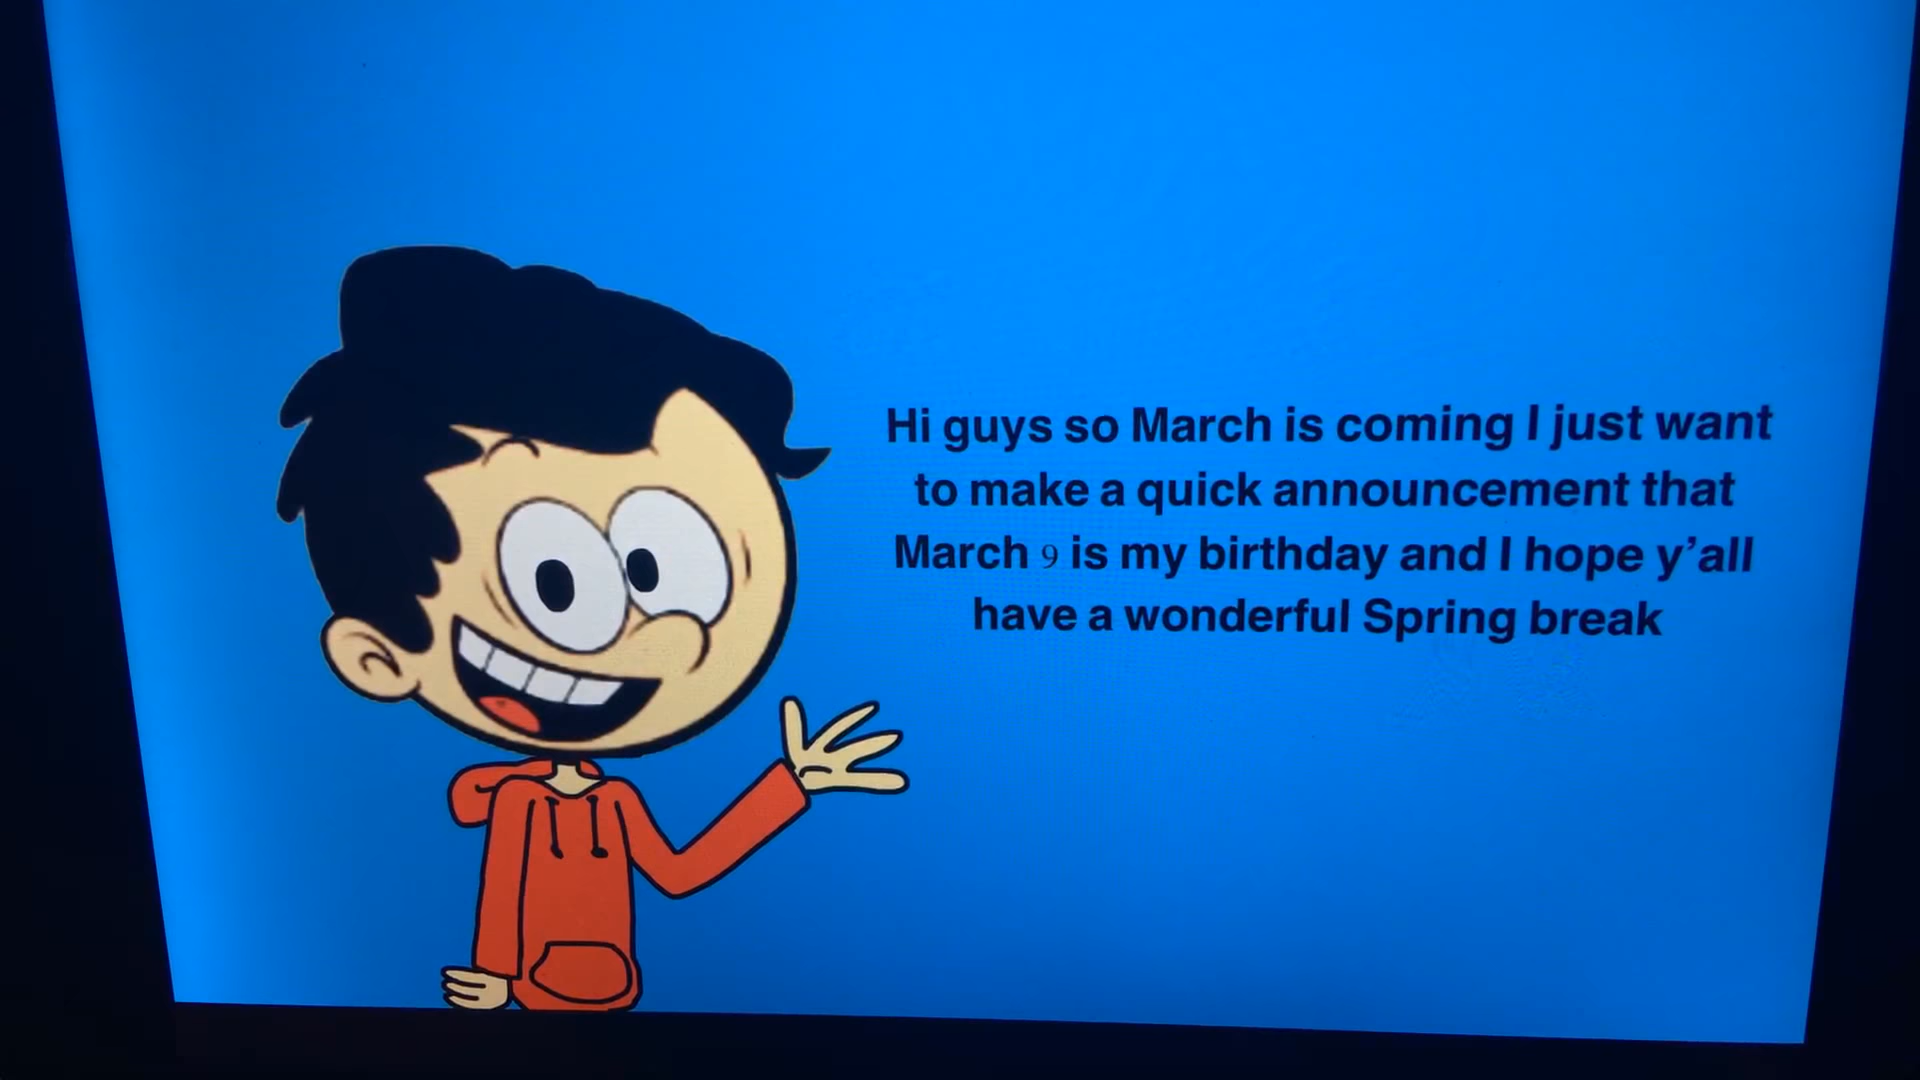 Hi guys so March is coming I just want
to make a quick announcement that
March 9 is my birthday and I hope y’all
have a wonderful Spring break